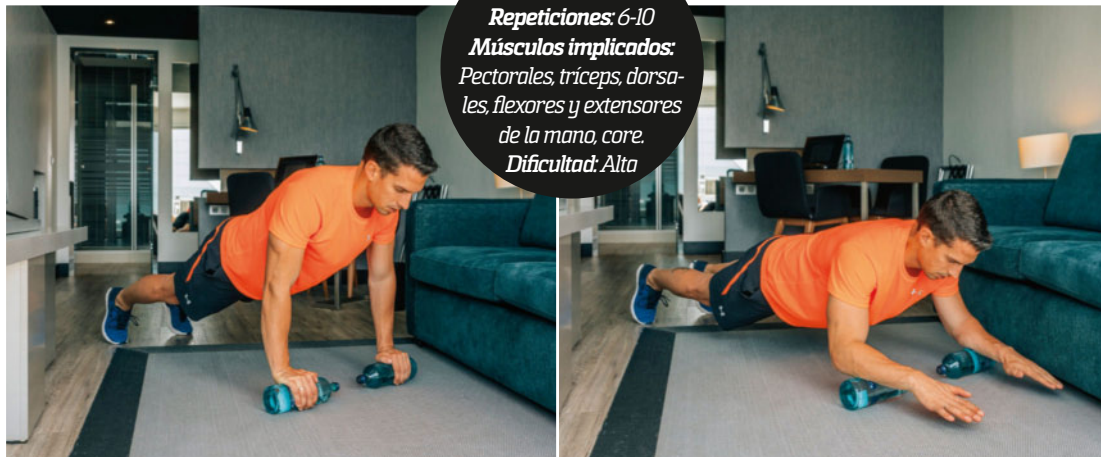 Repeticiones: 6-10
Músculos implicados:
Pectorales, tríceps, dorsa-
les, flexores y extensores
de la mano, core.
Dificultad: Alta